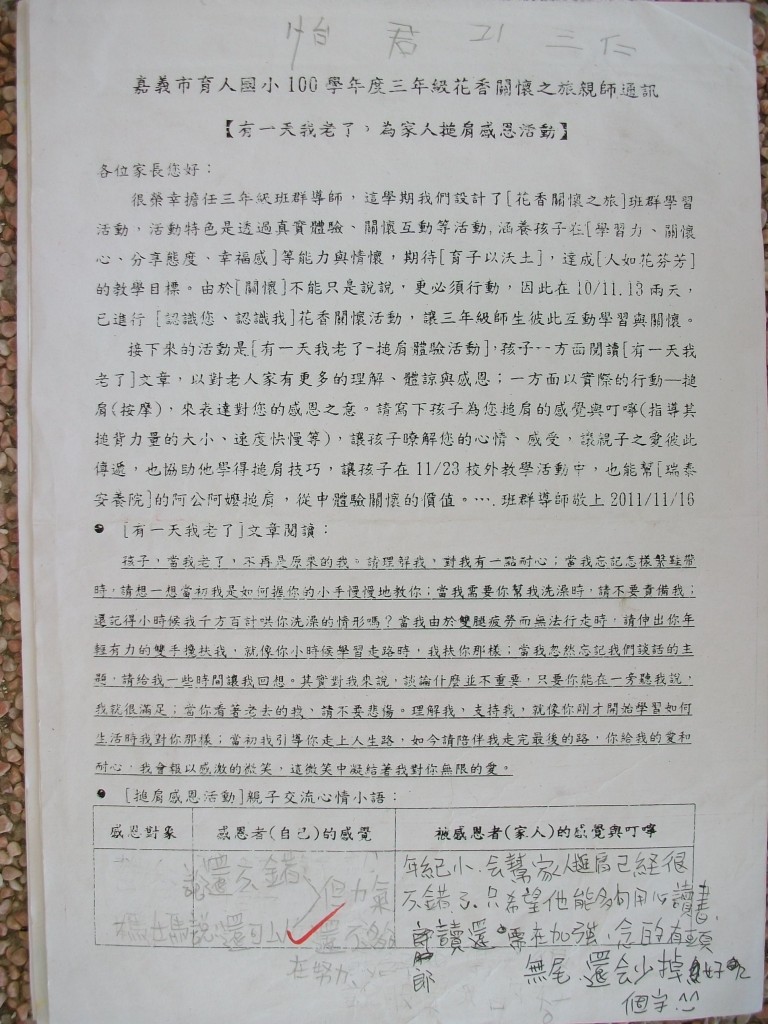 怡君 21 三仁
嘉義市育人國小100學年度三年級花香關懷之旅親師通訊
【有一天我老了，為家人搥肩感恩活動】
各位家長您好：
很榮幸擔任三年級班群導師，這學期我們設計了[花香關懷之旅]班群學習
活動，活動特色是透過真實體驗、關懷互動等活動,涵養孩子在[學習力、關懷
心、分享態度、幸福感]等能力與情懷，期待[育子以沃土]，達成[人如花芬芳]
的教學目標。由於[關懷]不能只是說說，更必須行動，因此在10/11.13兩天，
已進行[認識您、認識我]花香關懷活動，讓三年級師生彼此互動學習與關懷。
接下來的活動是[有一天我老了-搥肩體驗活動],孩子一方面閱讀[有一天我
老了]文章，以對老人家有更多的理解、體諒與感恩；一方面以實際的行動—搥
肩(按摩)，來表達對您的感恩之意。請寫下孩子為您搥肩的感覺與叮嚀(指導其
搥背力量的大小、速度快慢等)，讓孩子瞭解您的心情、感受，讓親子之愛彼此
傳遞，也協助他學得搥肩技巧，讓孩子在11/23校外教學活動中，也能幫[瑞泰
安養院]的阿公阿嬤搥肩，從中體驗關懷的價值。….班群導師敬上 2011/11/16
● [有一天我老了]文章閱讀：
孩子，當我老了，不再是原來的我。請理解我，對我有一點耐心；當我忘記怎樣繫鞋帶
時，請想一想當初我是如何握你的小手慢慢地教你；當我需要你幫我洗澡時，請不要責備我；
還記得小時候我千方百計哄你洗澡的情形嗎？當我由於雙腿疲勞而無法行走時，請伸出你年
輕有力的雙手攙扶我，就像你小時候學習走路時，我扶你那樣；當我忽然忘記我們談話的主
題，請給我一些時間讓我回想。其實對我來說，談論什麼並不重要，只要你能在一旁聽我說，
我就很滿足；當你看著老去的我，請不要悲傷。理解我，支持我，就像你剛才開始學習如何
生活時我對你那樣；當初我引導你走上人生路，如今請陪伴我走完最後的路，你給我的愛和
耐心，我會報以感激的微笑，這微笑中凝結著我對你無限的愛。
● [搥肩感恩活動]親子交流心情小語：
感恩對象 感恩者(自己)的感覺 被感恩者(家人)的感覺與叮嚀
說還不錯
但力氣
媽說還可以 還不夠
在努力
年紀小.会幫家人搥肩已經很
不錯了.只希望他能夠用心讀書
讀還要在加強,念的有頭
無尾 還会少掉好几
個字.